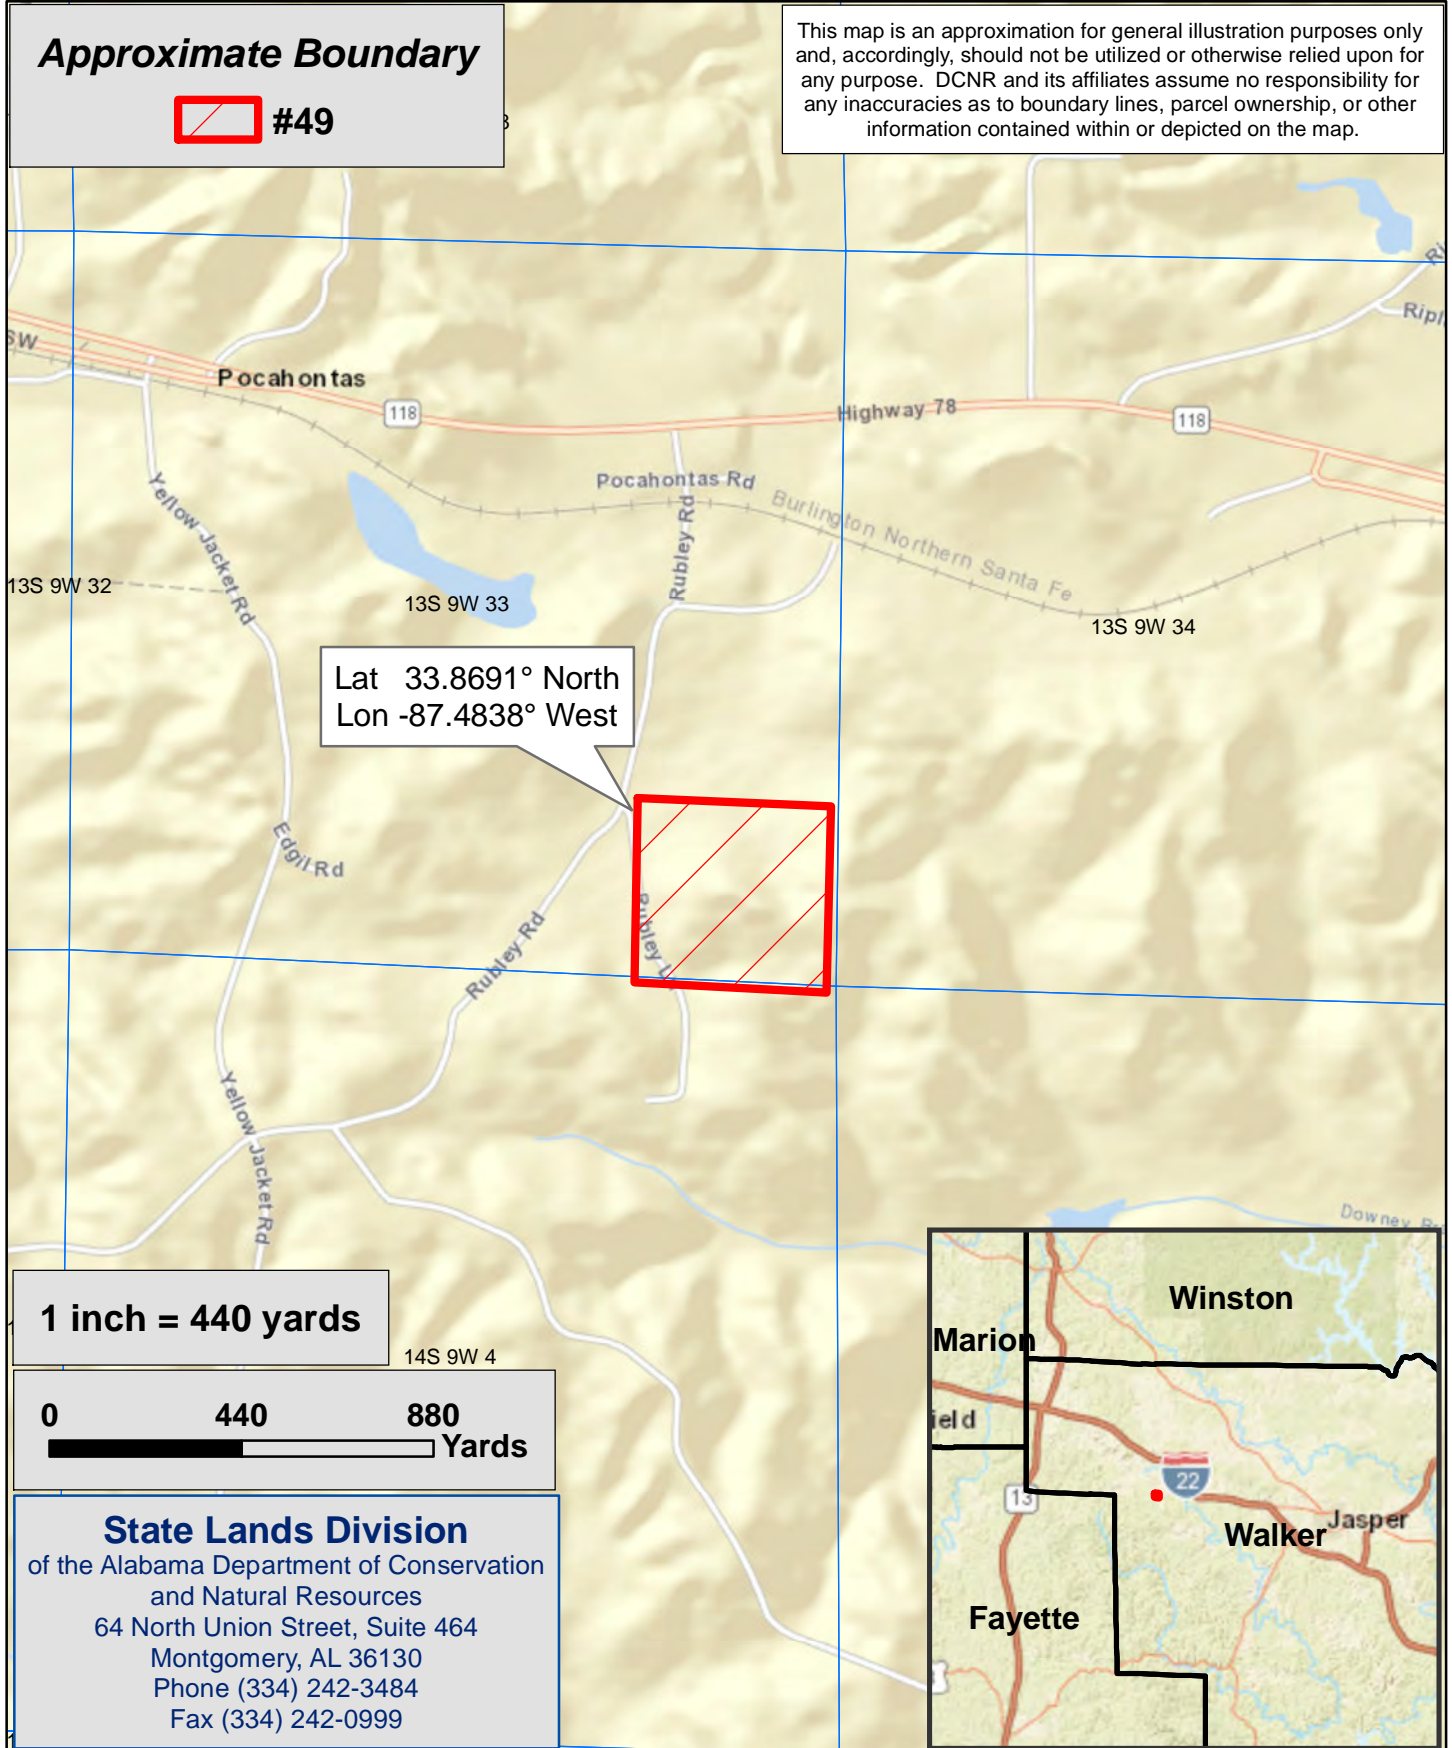 Approximate Boundary
#49
This map is an approximation for general illustration purposes only
and, accordingly, should not be utilized or otherwise relied upon for
any purpose. DCNR and its affiliates assume no responsibility for
any inaccuracies as to boundary lines, parcel ownership, or other
information contained within or depicted on the map.
SW
Pocahontas
118
Highway 78
118
Pocahontas Rd
Burlington Northern Santa Fe
Yellow Jacket Rd
Rubley Rd
13S 9W 32
13S 9W 33
13S 9W 34
Lat 33.8691° North
Lon -87.4838° West
Edgil Rd
Rubley Rd
Yellow Jacket Rd
Downey
1 inch = 440 yards
14S 9W 4
0 440 880
Yards
State Lands Division
of the Alabama Department of Conservation
and Natural Resources
64 North Union Street, Suite 464
Montgomery, AL 36130
Phone (334) 242-3484
Fax (334) 242-0999
Winston
Marion
ield
22
13
Walker
Jasper
Fayette